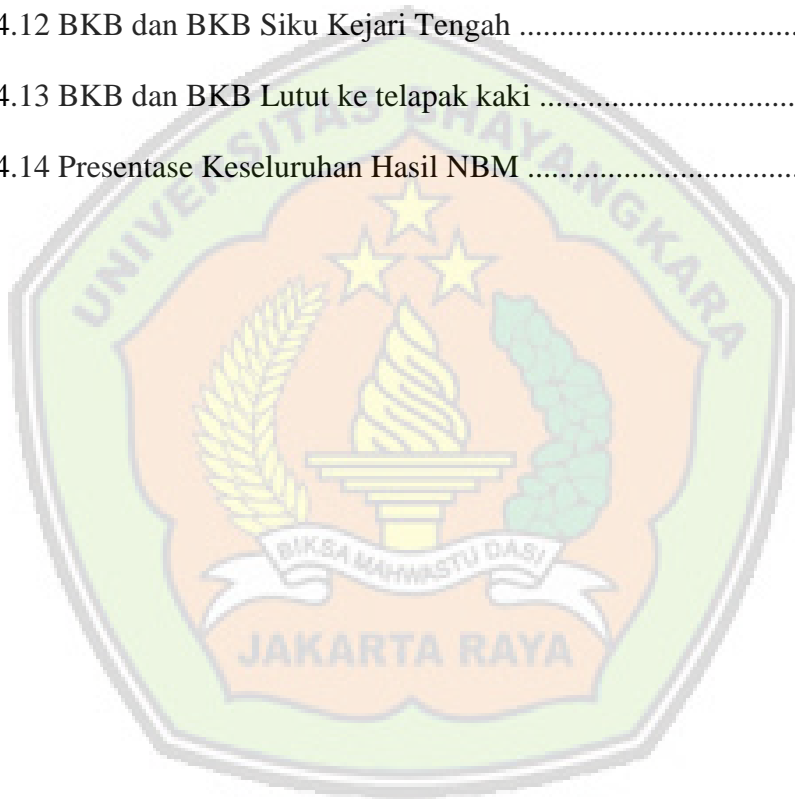 4.12 BKB dan BKB Siku Kejari Tengah ..................................
4.13 BKB dan BKB Lutut ke telapak kaki ...............................
4.14 Presentase Keseluruhan Hasil NBM .................................
UNIVERSITAS BHAYANGKARA
BIKSA MAHWASTU DASI
JAKARTA RAYA